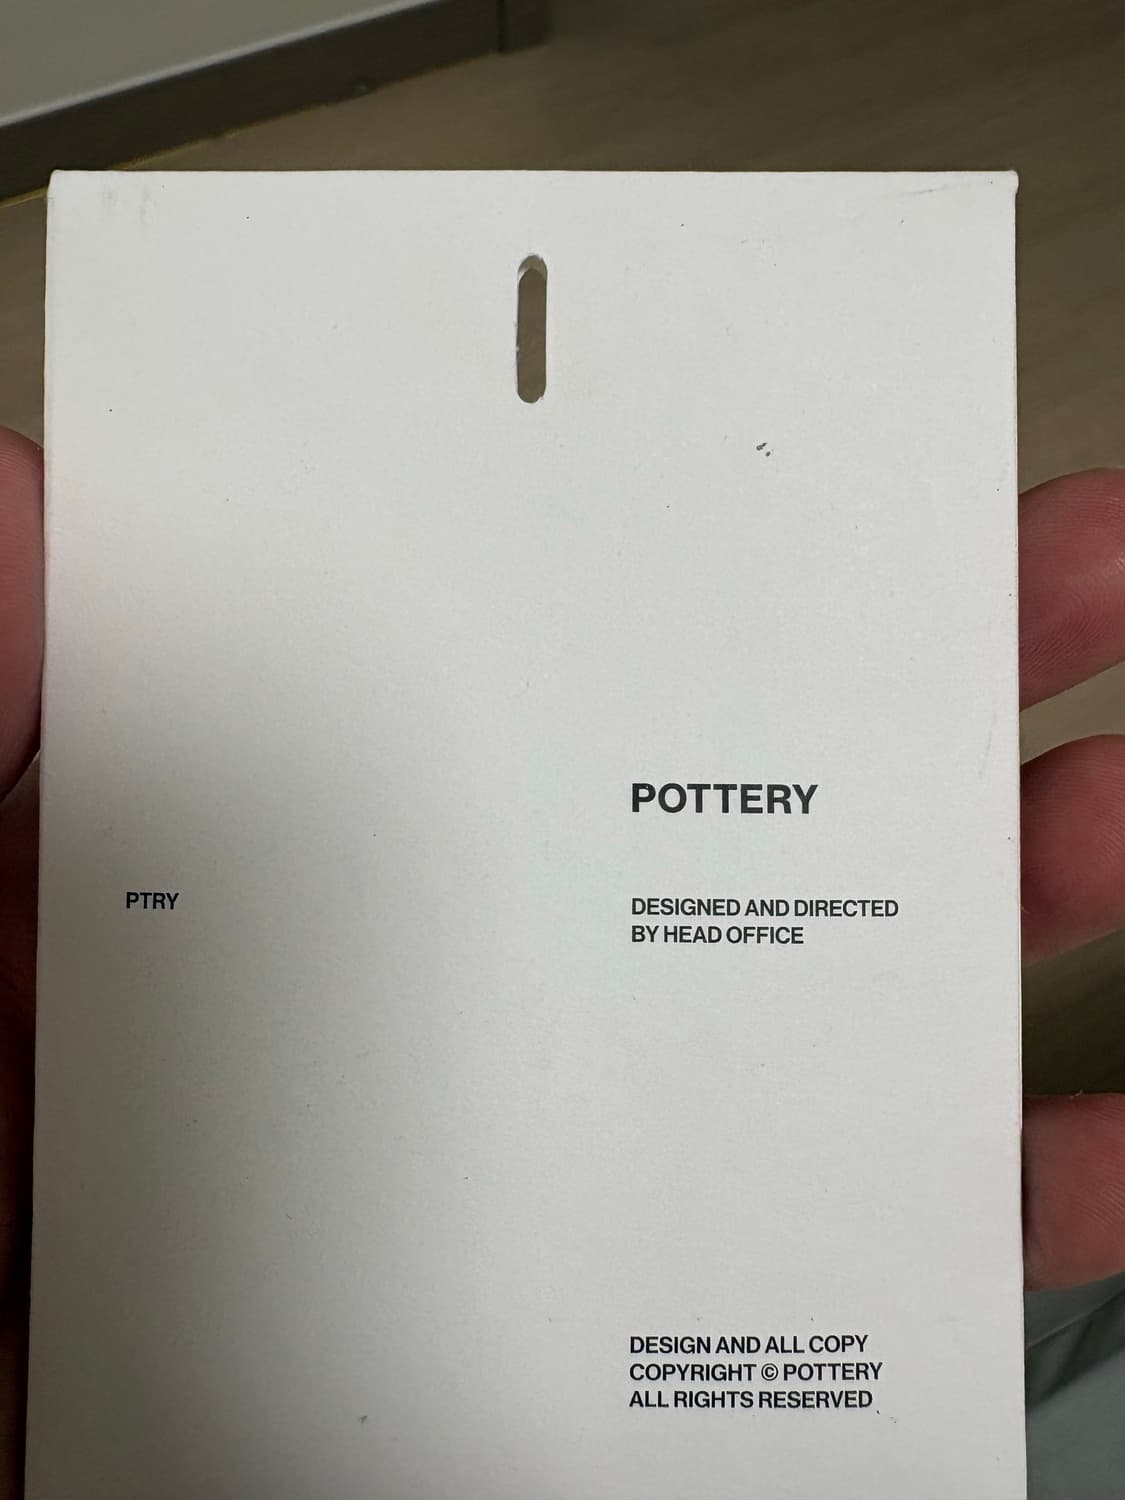 POTTERY
PTRY
DESIGNED AND DIRECTED
BY HEAD OFFICE
DESIGN AND ALL COPY
COPYRIGHT © POTTERY
ALL RIGHTS RESERVED